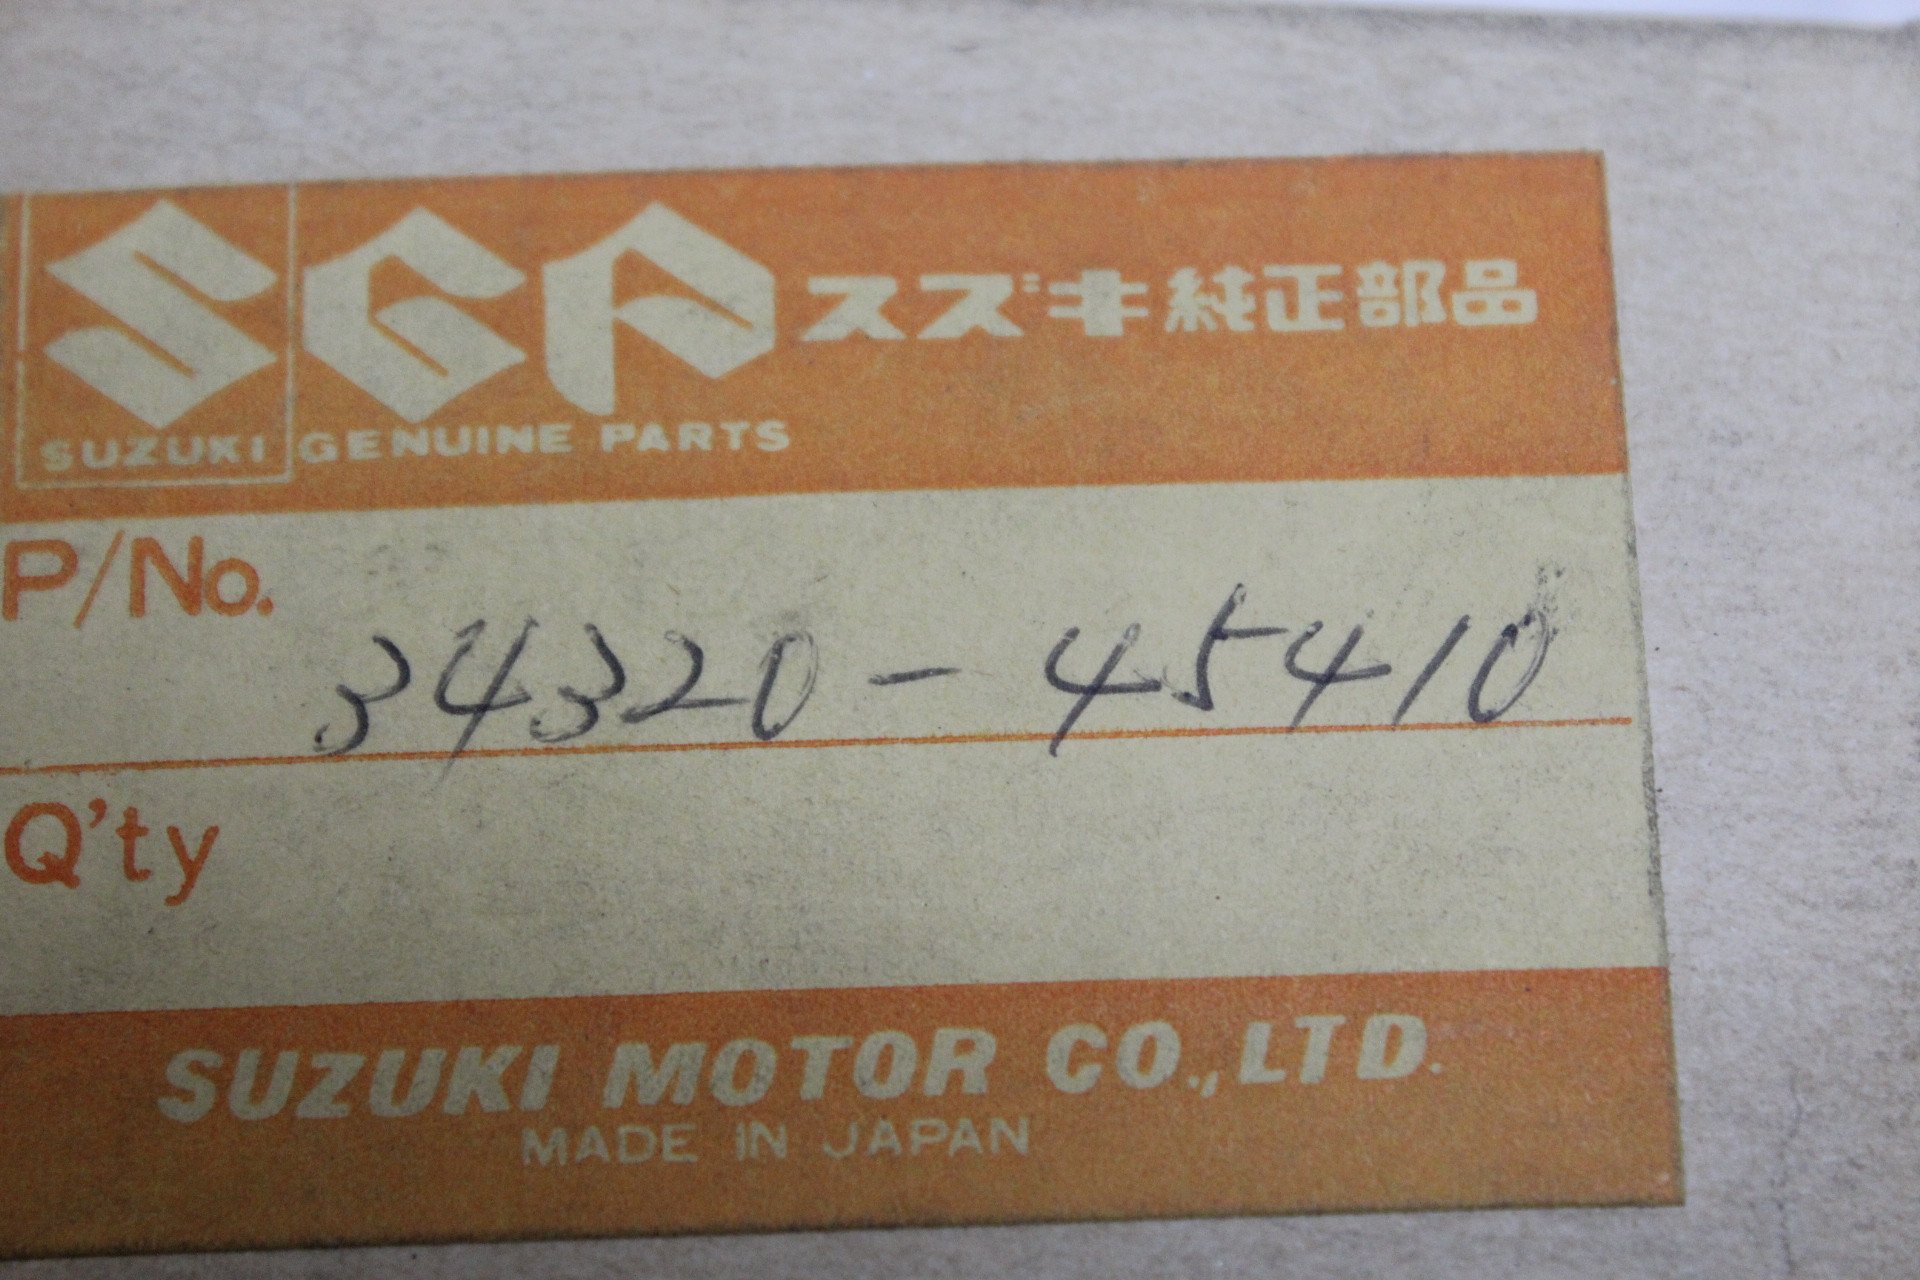 SGP スズキ純正部品
SUZUKI GENUINE PARTS
P/No.
34320-45410
Q'ty
SUZUKI MOTOR CO.,LTD.
MADE IN JAPAN